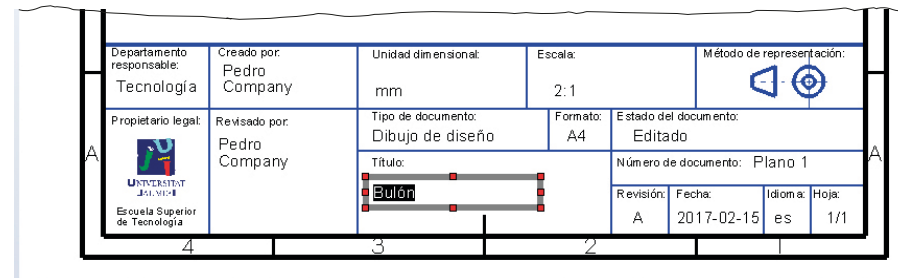 Departamento responsable:
Tecnología
Creado por:
Pedro Company
Unidad dimensional:
mm
Escala:
2:1
Método de representación:
Propietario legal:
UNIVERSITAT JAUME I
Escuela Superior de Tecnología
Revisado por:
Pedro Company
Tipo de documento:
Dibujo de diseño
Formato:
A4
Estado del documento:
Editado
Título:
Bulón
Número de documento: Plano 1
Revisión:
A
Fecha:
2017-02-15
Idioma:
es
Hoja:
1/1
A
A
4
3
2